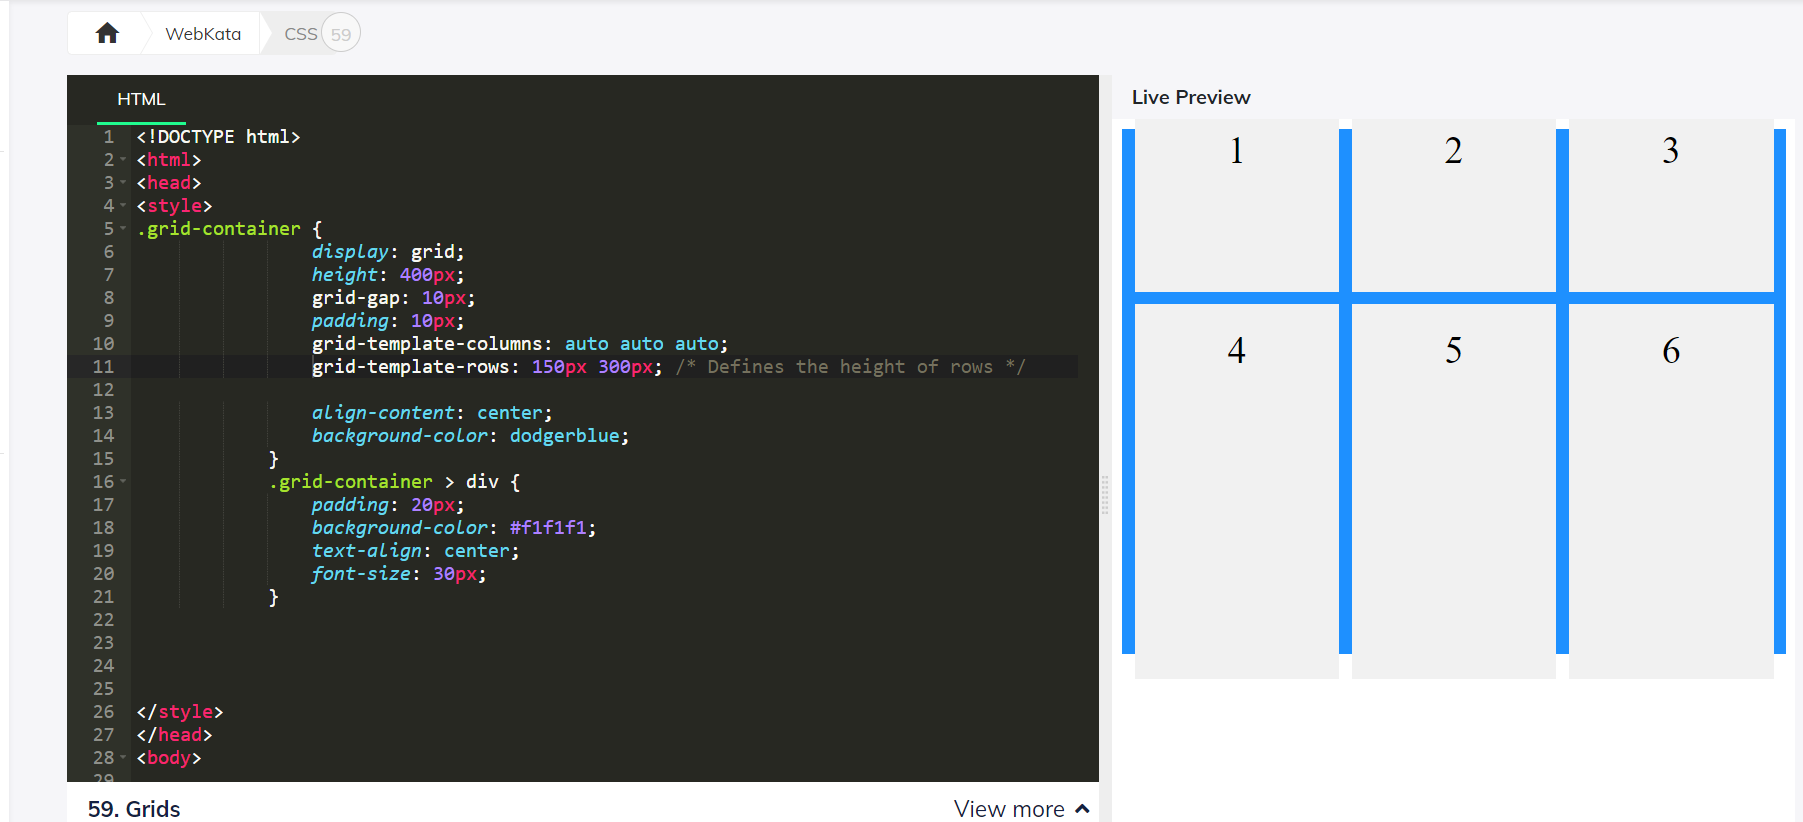 WebKata
CSS 59
HTML
1 <!DOCTYPE html>
2 <html>
3 <head>
4 <style>
5 .grid-container {
6 display: grid;
7 height: 400px;
8 grid-gap: 10px;
9 padding: 10px;
10 grid-template-columns: auto auto auto;
11 grid-template-rows: 150px 300px; /* Defines the height of rows */
12
13 align-content: center;
14 background-color: dodgerblue;
15 }
16 .grid-container > div {
17 padding: 20px;
18 background-color: #f1f1f1;
19 text-align: center;
20 font-size: 30px;
21 }
22
23
24
25
26 </style>
27 </head>
28 <body>
29
59. Grids
View more
Live Preview
1 2 3
4 5 6